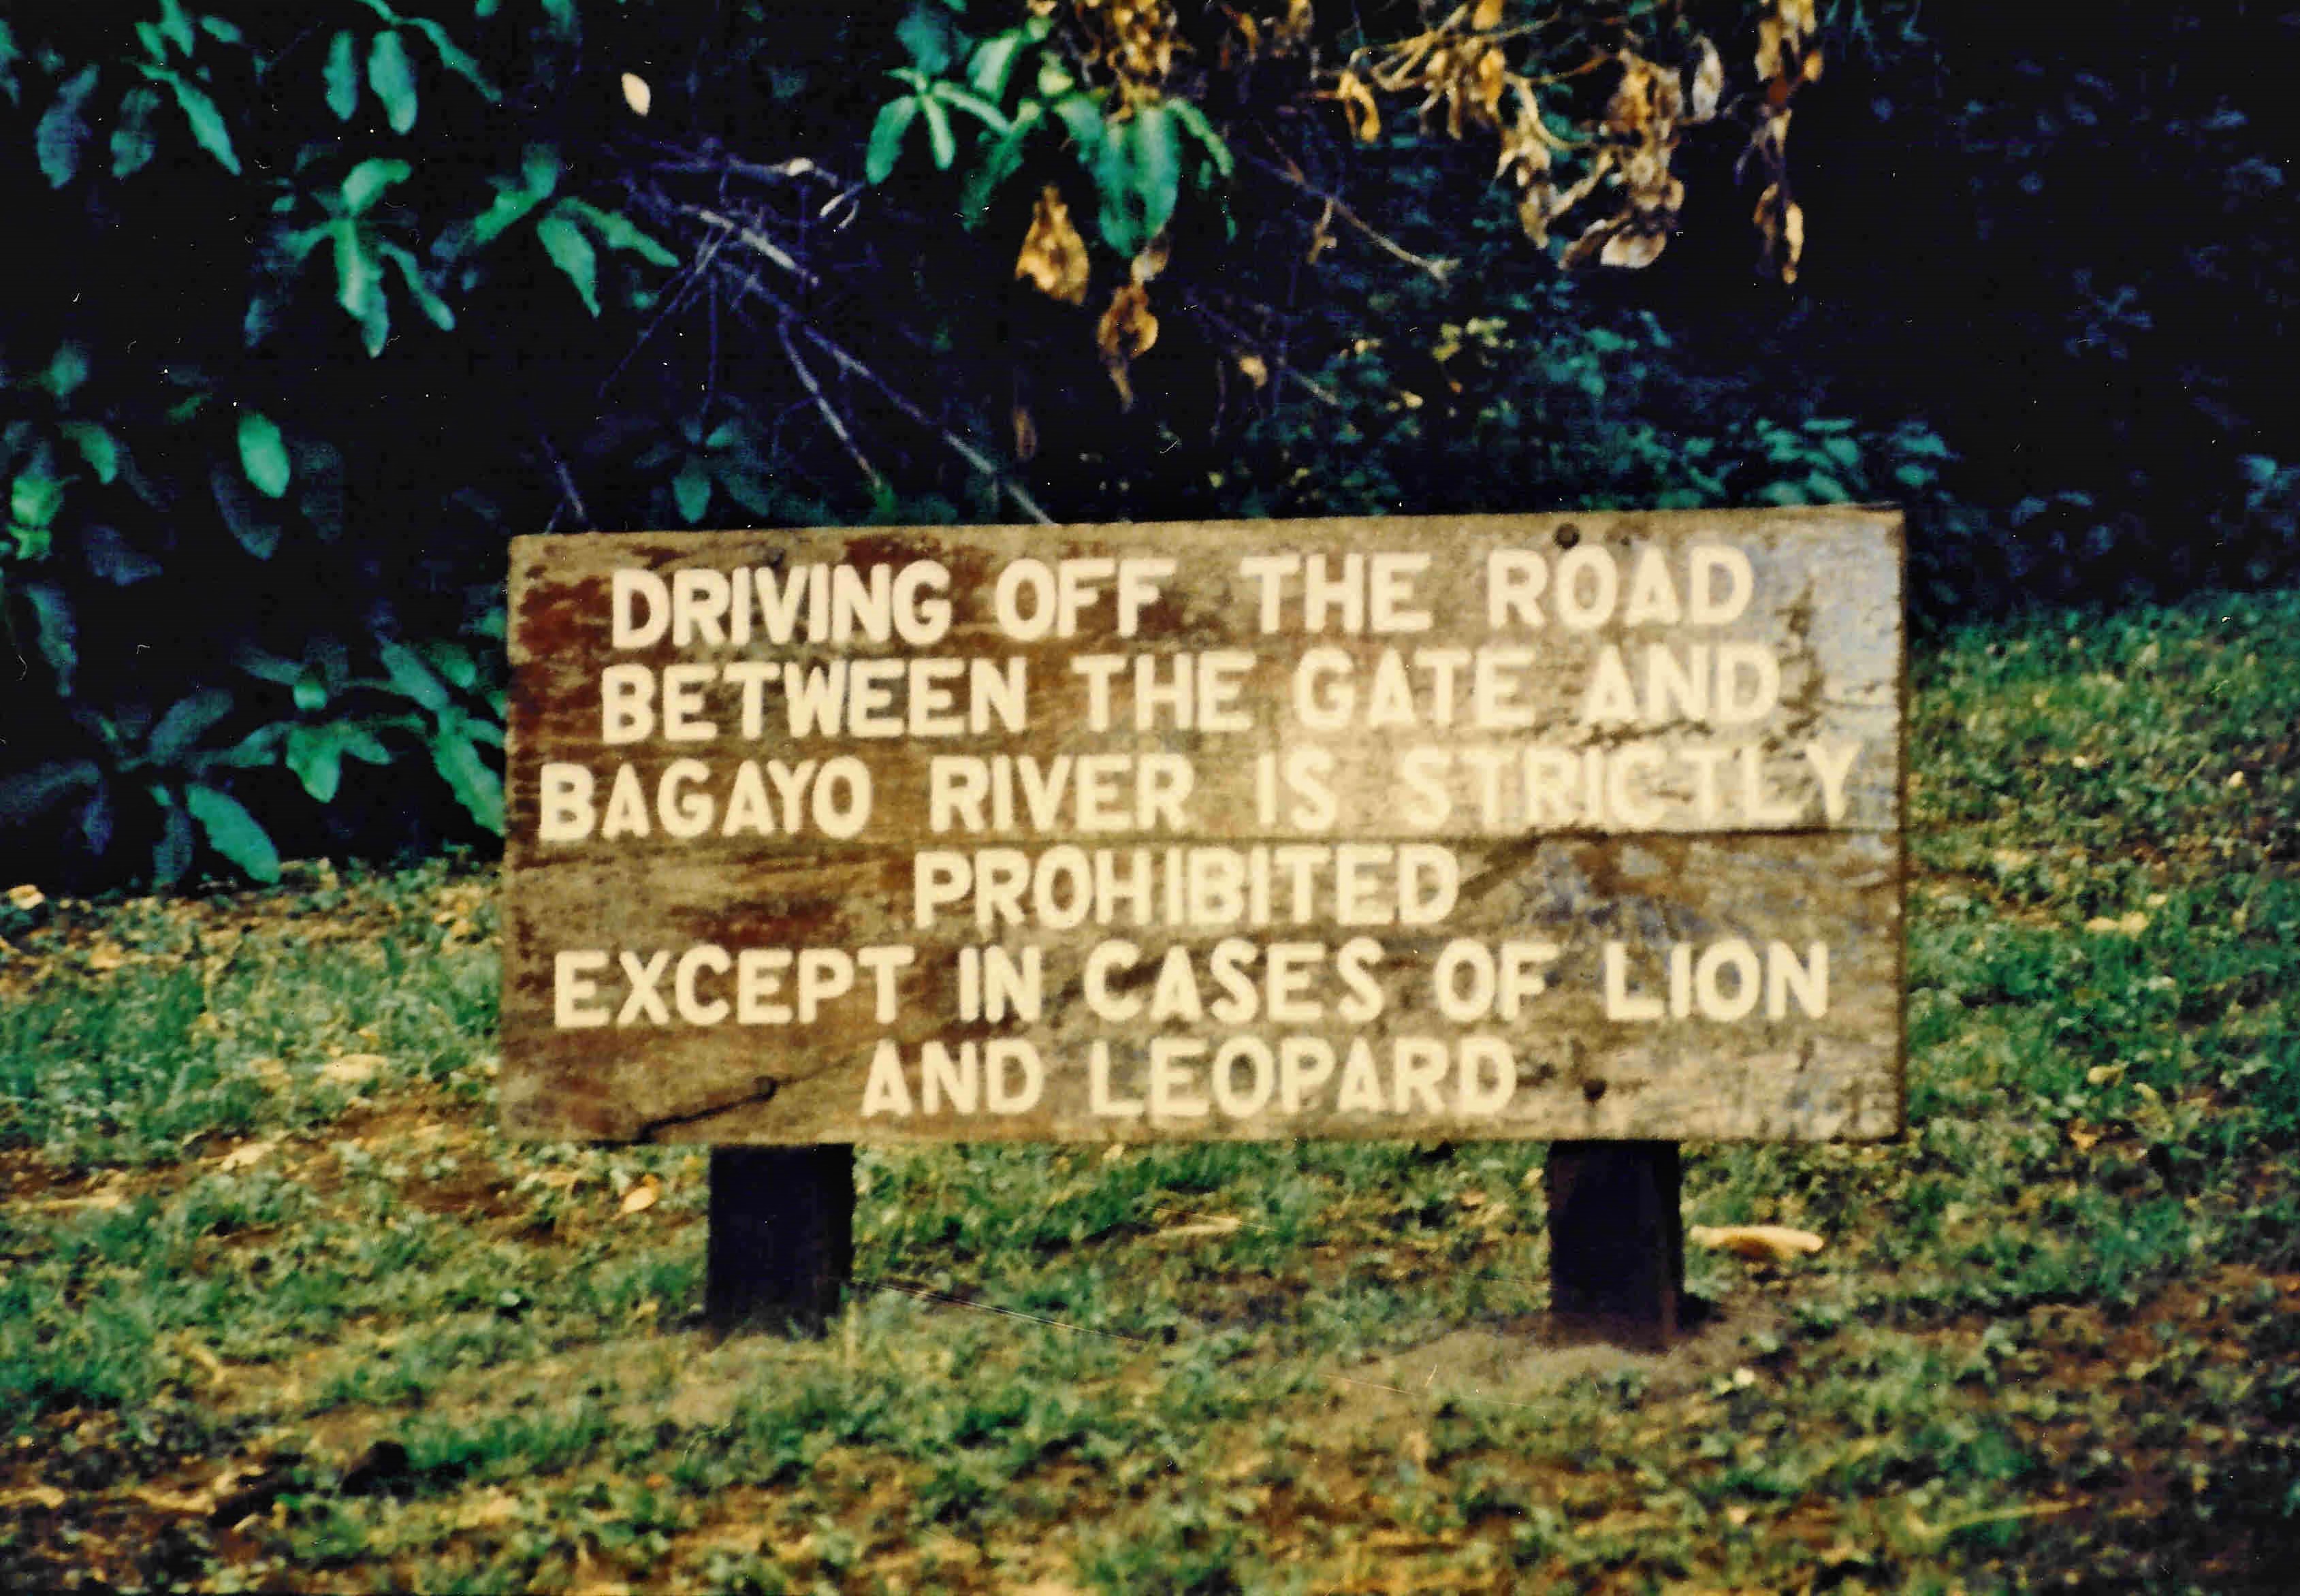 DRIVING OFF THE ROAD
BETWEEN THE GATE AND
BAGAYO RIVER IS STRICTLY
PROHIBITED
EXCEPT IN CASES OF LION
AND LEOPARD